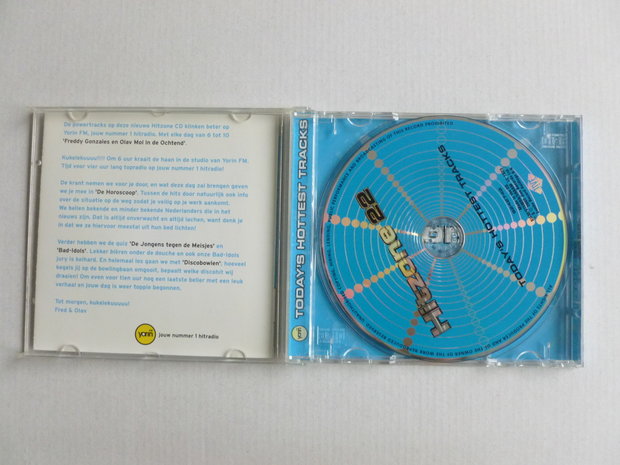 De powertracks op deze nieuwe Hitzone CD klinken beter op
Yorin FM, jouw nummer 1 hitradio. Met elke dag van 6 tot 10
'Freddy Gonzales en Olav Mol in de Ochtend'.
Kukelekuuuu!!!! Om 6 uur kraait de haan in de studio van Yorin FM.
Tijd voor vier uur lang topradio op jouw nummer 1 hitradio!
De krant nemen we voor je door, en wat deze dag zal brengen geven
we je mee in 'De Horoscoop'. Tussen de hits door natuurlijk ook info
over de situatie op de weg zodat je veilig op je werk aankomt.
We bellen bekende en minder bekende Nederlanders die in het
nieuws zijn. Dat is altijd onverwacht en altijd lachen, want denk je
in dat we ze hiervoor meestal uit hun bed lichten!
Verder hebben we de quiz 'De Jongens tegen de Meisjes' en
'Bad-idols'. Lekker blèren onder de douche en ook onze Bad-Idols
jury is keihard. En helemaal los gaan we met 'Discobowlen'; hoeveel
kegels jij op de bowlingbaan omgooit, bepaalt welke discohit wij
draaien! Om even voor tien uur nog een laatste beller met een leuk
verhaal en jouw dag is weer toppie begonnen.
Tot morgen, kukelekuuuuu!
Fred & Olav
yorin jouw nummer 1 hitradio
yorin TODAY'S HOTTEST TRACKS
Hitzone 22
TODAY'S HOTTEST TRACKS